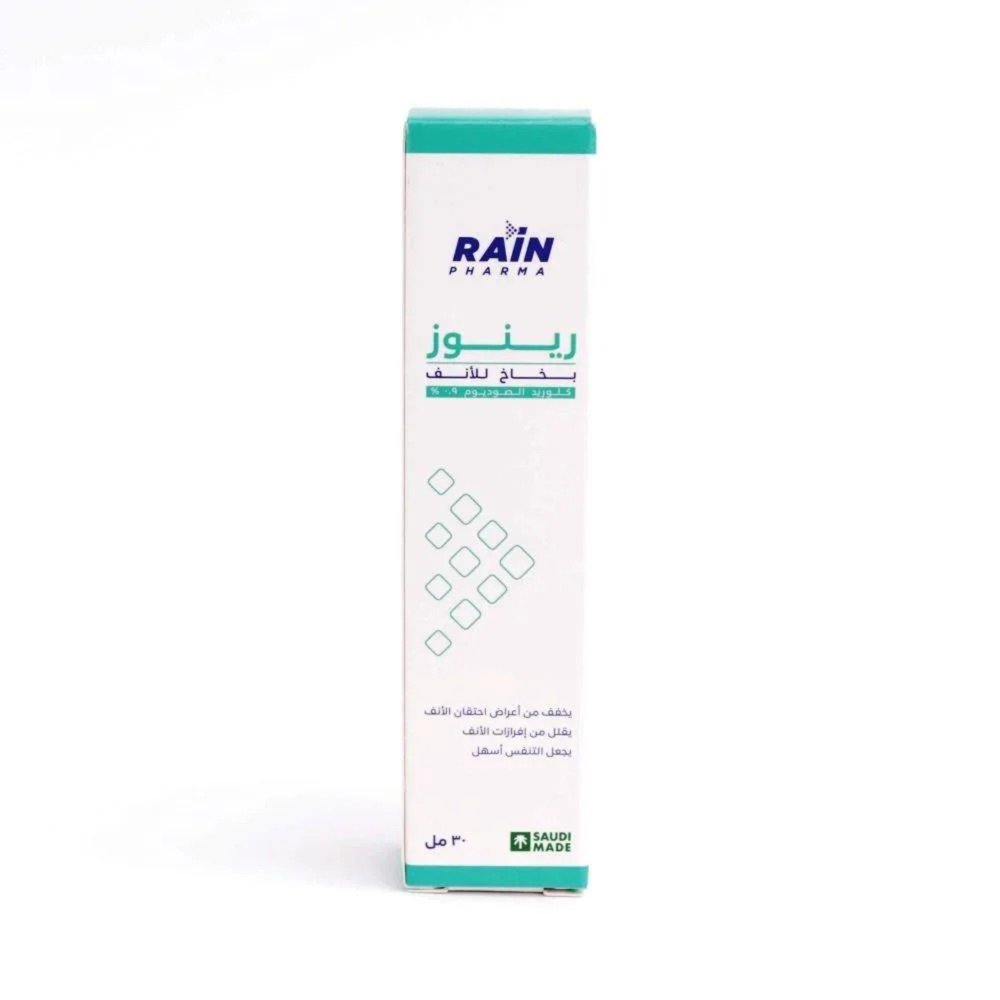 RAIN
PHARMA
رينوز
بخاخ للأنف
كلوريد الصوديوم ٠.٩ %
يخفف من أعراض احتقان الأنف
يقلل من إفرازات الأنف
يجعل التنفس أسهل
٣٠ مل
SAUDI
MADE